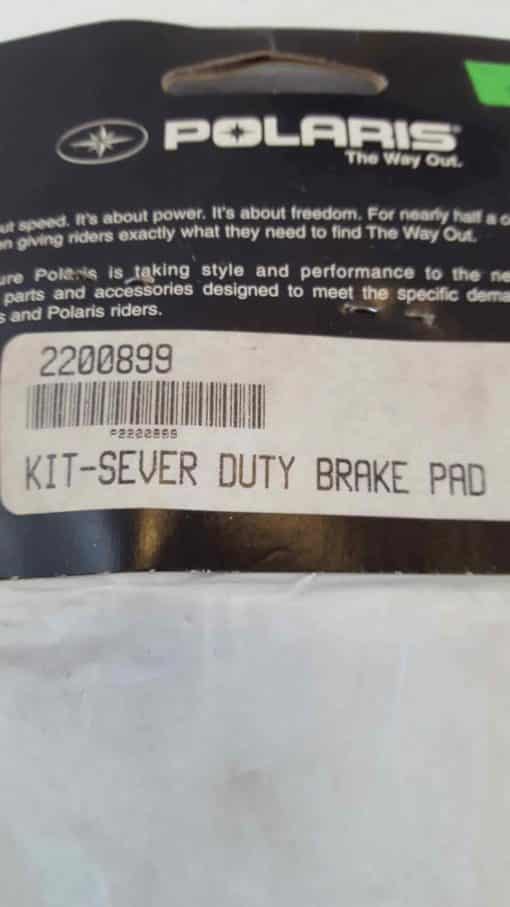 POLARIS
The Way Out.
speed. It's about power. It's about freedom. For nearly half a
giving riders exactly what they need to find The Way Out.
Polaris is taking style and performance to the
parts and accessories designed to meet the specific
and Polaris riders.
2200899
KIT-SEVER DUTY BRAKE PAD